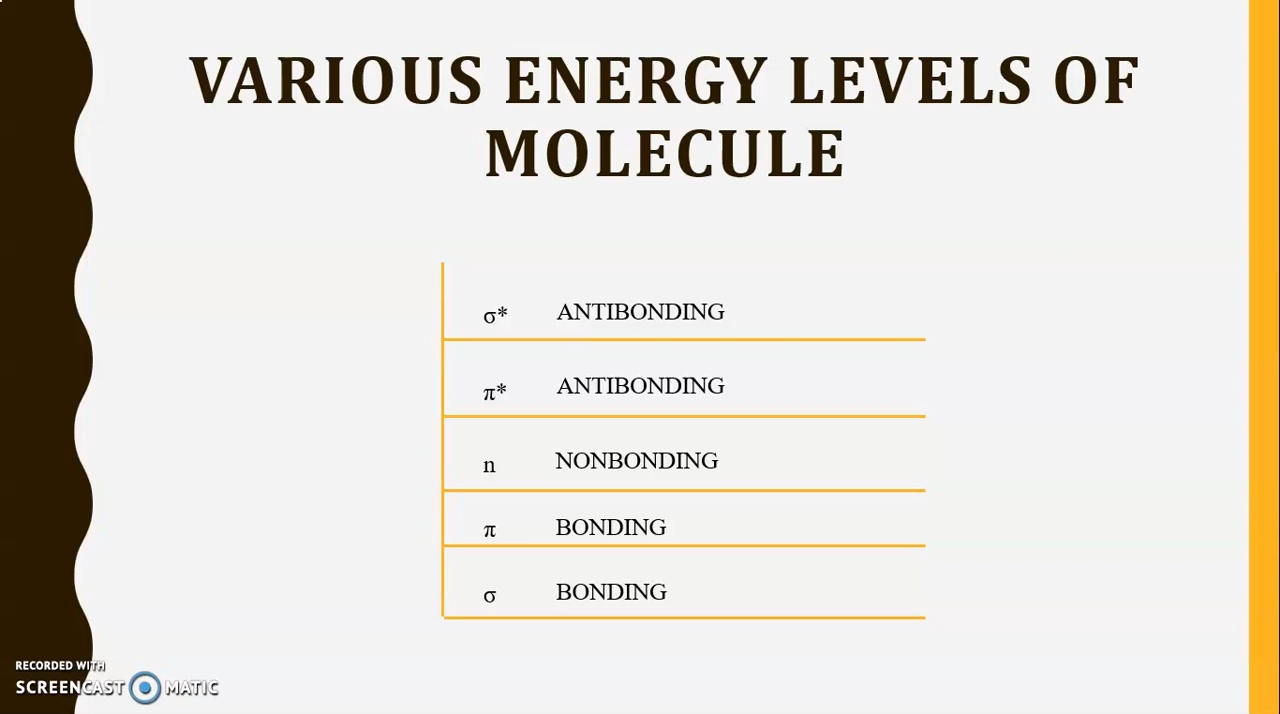 VARIOUS ENERGY LEVELS OF
MOLECULE
σ* ANTIBONDING
π* ANTIBONDING
n NONBONDING
π BONDING
σ BONDING
RECORDED WITH
SCREENCAST MATIC